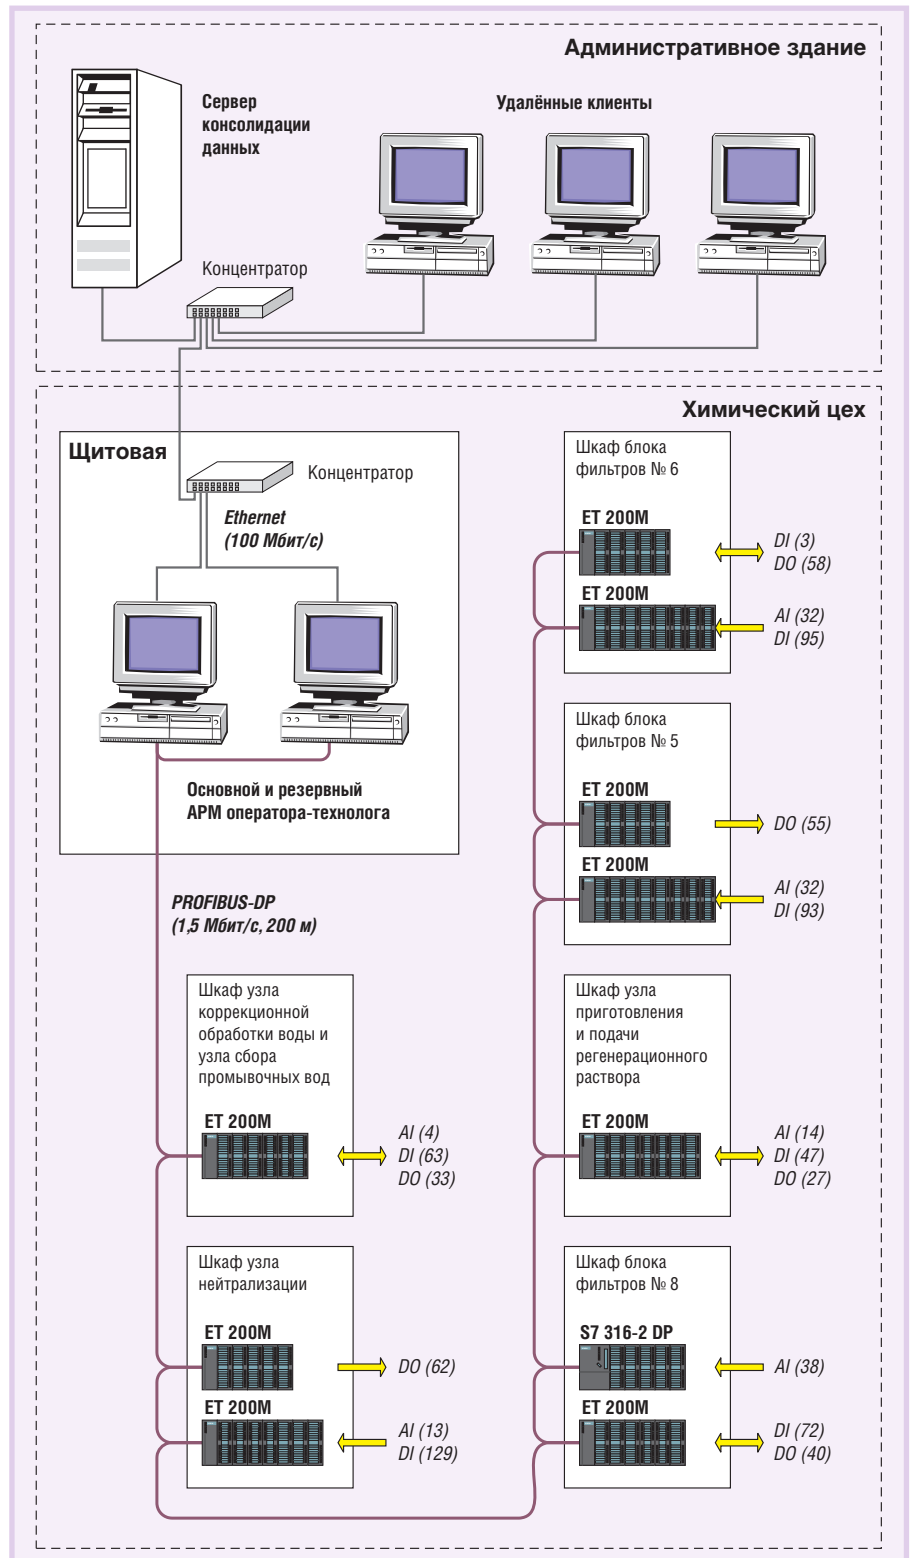 Административное здание
Сервер
консолидации
данных
Удалённые клиенты
Концентратор
Химический цех
Щитовая
Концентратор
Ethernet
(100 Мбит/с)
Основной и резервный
АРМ оператора-технолога
PROFIBUS-DP
(1,5 Мбит/с, 200 м)
Шкаф узла
коррекционной
обработки воды и
узла сбора
промывочных вод
ET 200M
AI (4)
DI (63)
DO (33)
Шкаф узла
нейтрализации
ET 200M
DO (62)
ET 200M
AI (13)
DI (129)
Шкаф блока
фильтров № 6
ET 200M
DI (3)
DO (58)
ET 200M
AI (32)
DI (95)
Шкаф блока
фильтров № 5
ET 200M
DO (55)
ET 200M
AI (32)
DI (93)
Шкаф узла
приготовления
и подачи
регенерационного
раствора
ET 200M
AI (14)
DI (47)
DO (27)
Шкаф блока
фильтров № 8
S7 316-2 DP
AI (38)
ET 200M
DI (72)
DO (40)